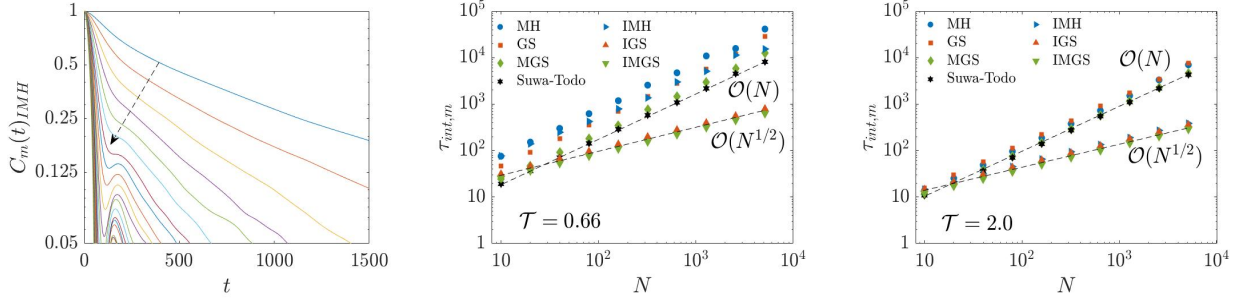 C_m(t)_{IMH}
1
0.5
0.25
0.125
0.05
0 500 1000 1500
t
τ_{int,m}
10^5
10^4
10^3
10^2
10
1
MH IMH
GS IGS
MGS IMGS
Suwa-Todo
O(N)
O(N^{1/2})
T = 0.66
10 10^2 10^3 10^4
N
τ_{int,m}
10^5
10^4
10^3
10^2
10
1
MH IMH
GS IGS
MGS IMGS
Suwa-Todo
O(N)
O(N^{1/2})
T = 2.0
10 10^2 10^3 10^4
N